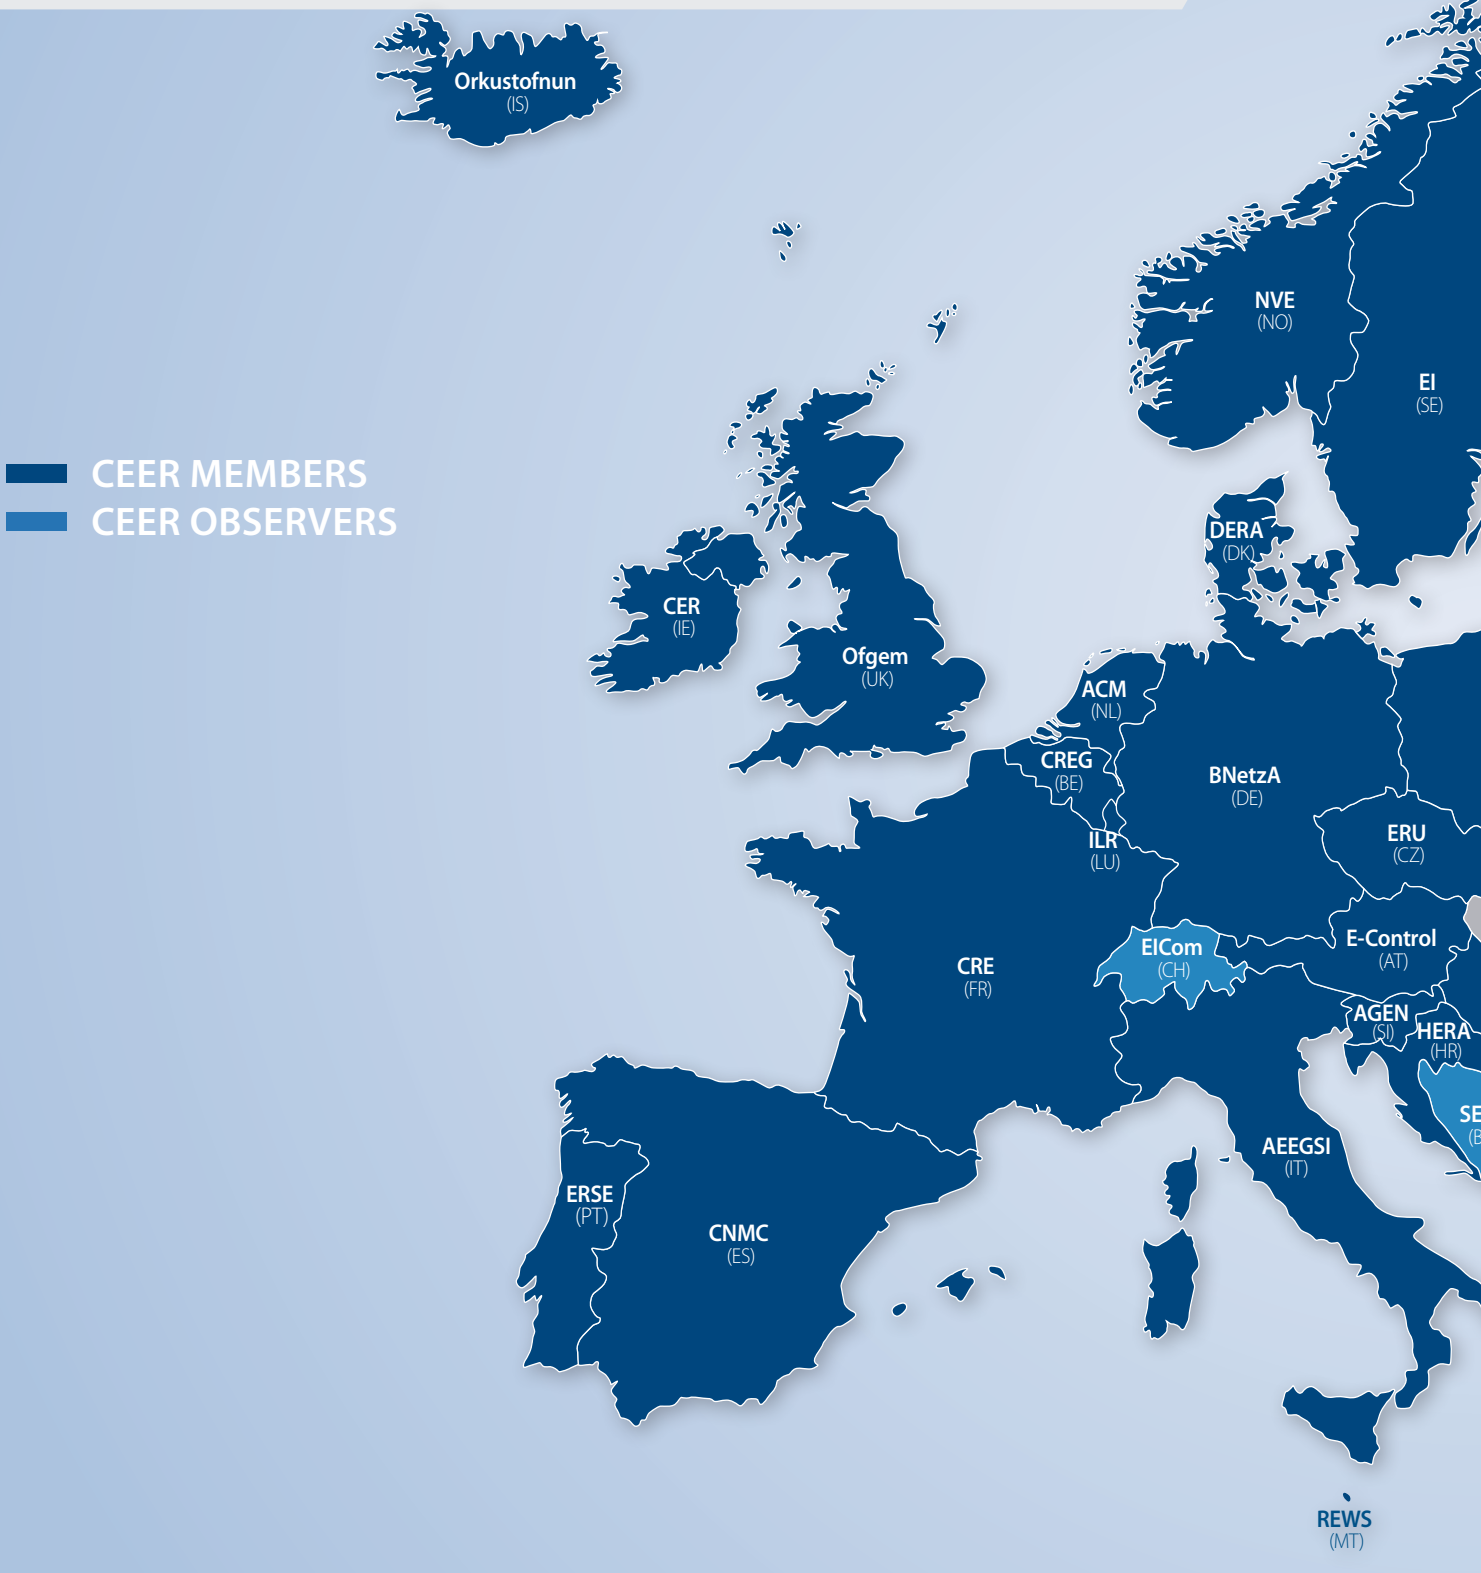 Orkustofnun
(IS)
NVE
(NO)
EI
(SE)
CEER MEMBERS
CEER OBSERVERS
DERA
(DK)
CER
(IE)
Ofgem
(UK)
ACM
(NL)
CREG
(BE)
BNetzA
(DE)
ILR
(LU)
ERU
(CZ)
E-Control
(AT)
ElCom
(CH)
CRE
(FR)
AGEN
(SI)
HERA
(HR)
SE
(B
AEEGSI
(IT)
ERSE
(PT)
CNMC
(ES)
REWS
(MT)